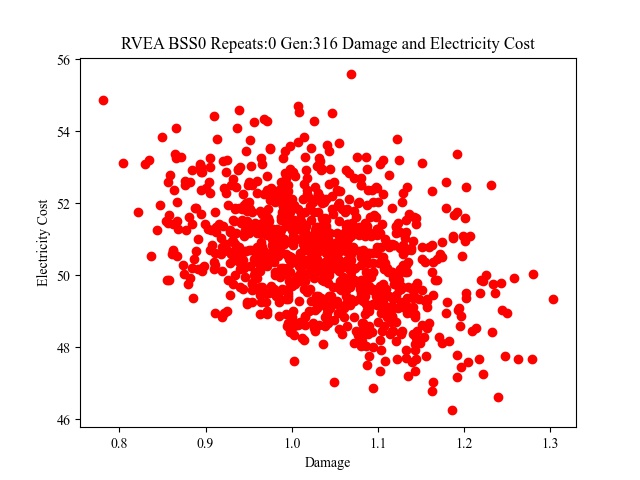 RVEA BSS0 Repeats:0 Gen:316 Damage and Electricity Cost
56
54
52
50
48
46
Electricity Cost
0.8 0.9 1.0 1.1 1.2 1.3
Damage